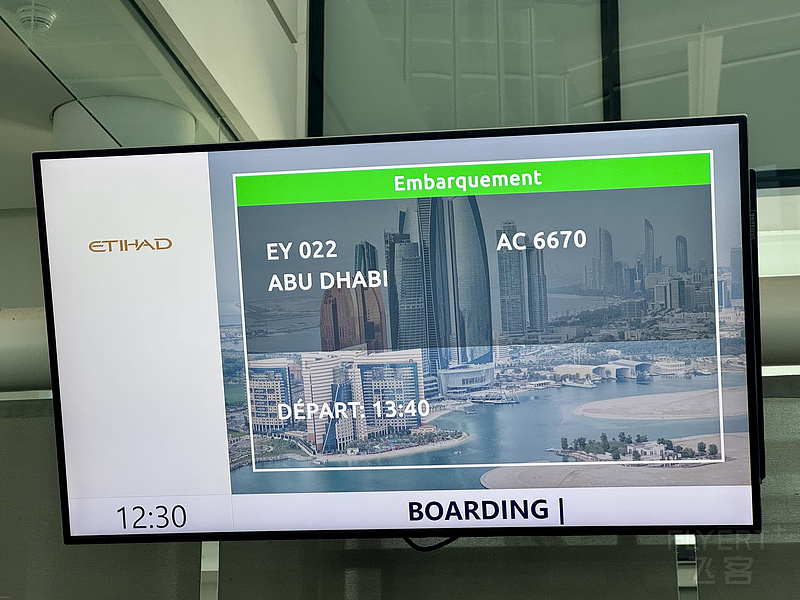 Embarquement
ETIHAD
EY 022
AC 6670
ABU DHABI
DÉPART: 13:40
12:30
BOARDING |
FLYERT
飞客